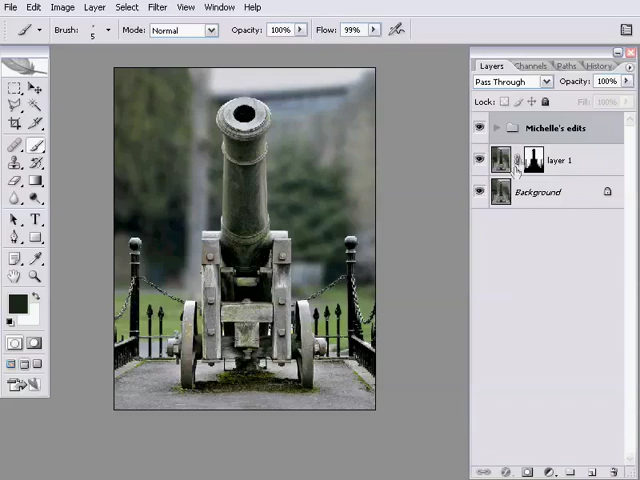 File Edit Image Layer Select Filter View Window Help
Brush: 5 Mode: Normal Opacity: 100% Flow: 99%
Layers Channels Paths History
Pass Through Opacity: 100%
Lock: Fill: 100%
Michelle's edits
layer 1
Background
T